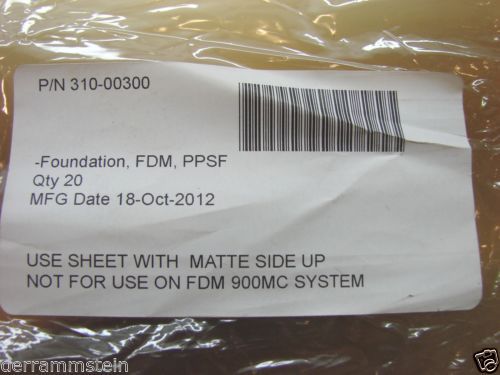 P/N 310-00300
-Foundation, FDM, PPSF
Qty 20
MFG Date 18-Oct-2012
USE SHEET WITH MATTE SIDE UP
NOT FOR USE ON FDM 900MC SYSTEM
derrammstein